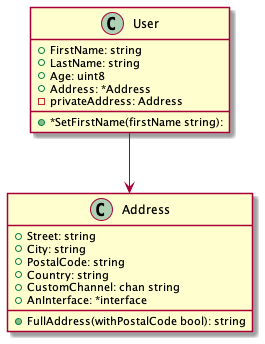 C User
FirstName: string
LastName: string
Age: uint8
Address: *Address
privateAddress: Address
*SetFirstName(firstName string):
C Address
Street: string
City: string
PostalCode: string
Country: string
CustomChannel: chan string
AnInterface: *interface
FullAddress(withPostalCode bool): string